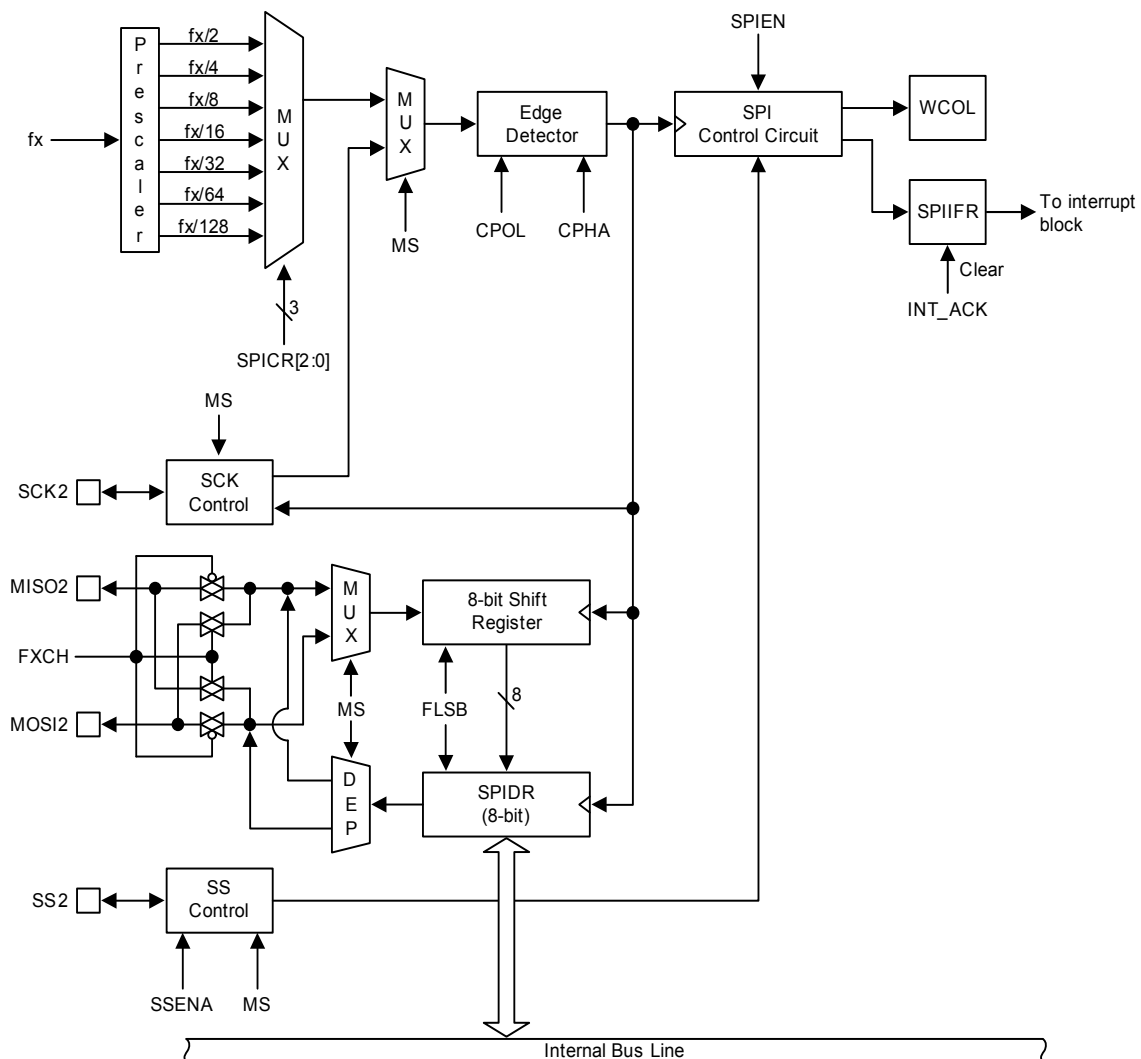 SPIEN
P
r
e
s
c
a
l
e
r
fx/2
fx/4
fx/8
fx/16
fx/32
fx/64
fx/128
fx
M
U
X
M
U
X
Edge
Detector
SPI
Control Circuit
WCOL
SPIIFR
To interrupt
block
MS
CPOL
CPHA
Clear
INT_ACK
3
SPICR[2:0]
MS
SCK2
SCK
Control
MISO2
FXCH
MOSI2
M
U
X
8-bit Shift
Register
MS
FLSB
8
D
E
P
SPIDR
(8-bit)
SS2
SS
Control
SSENA
MS
Internal Bus Line